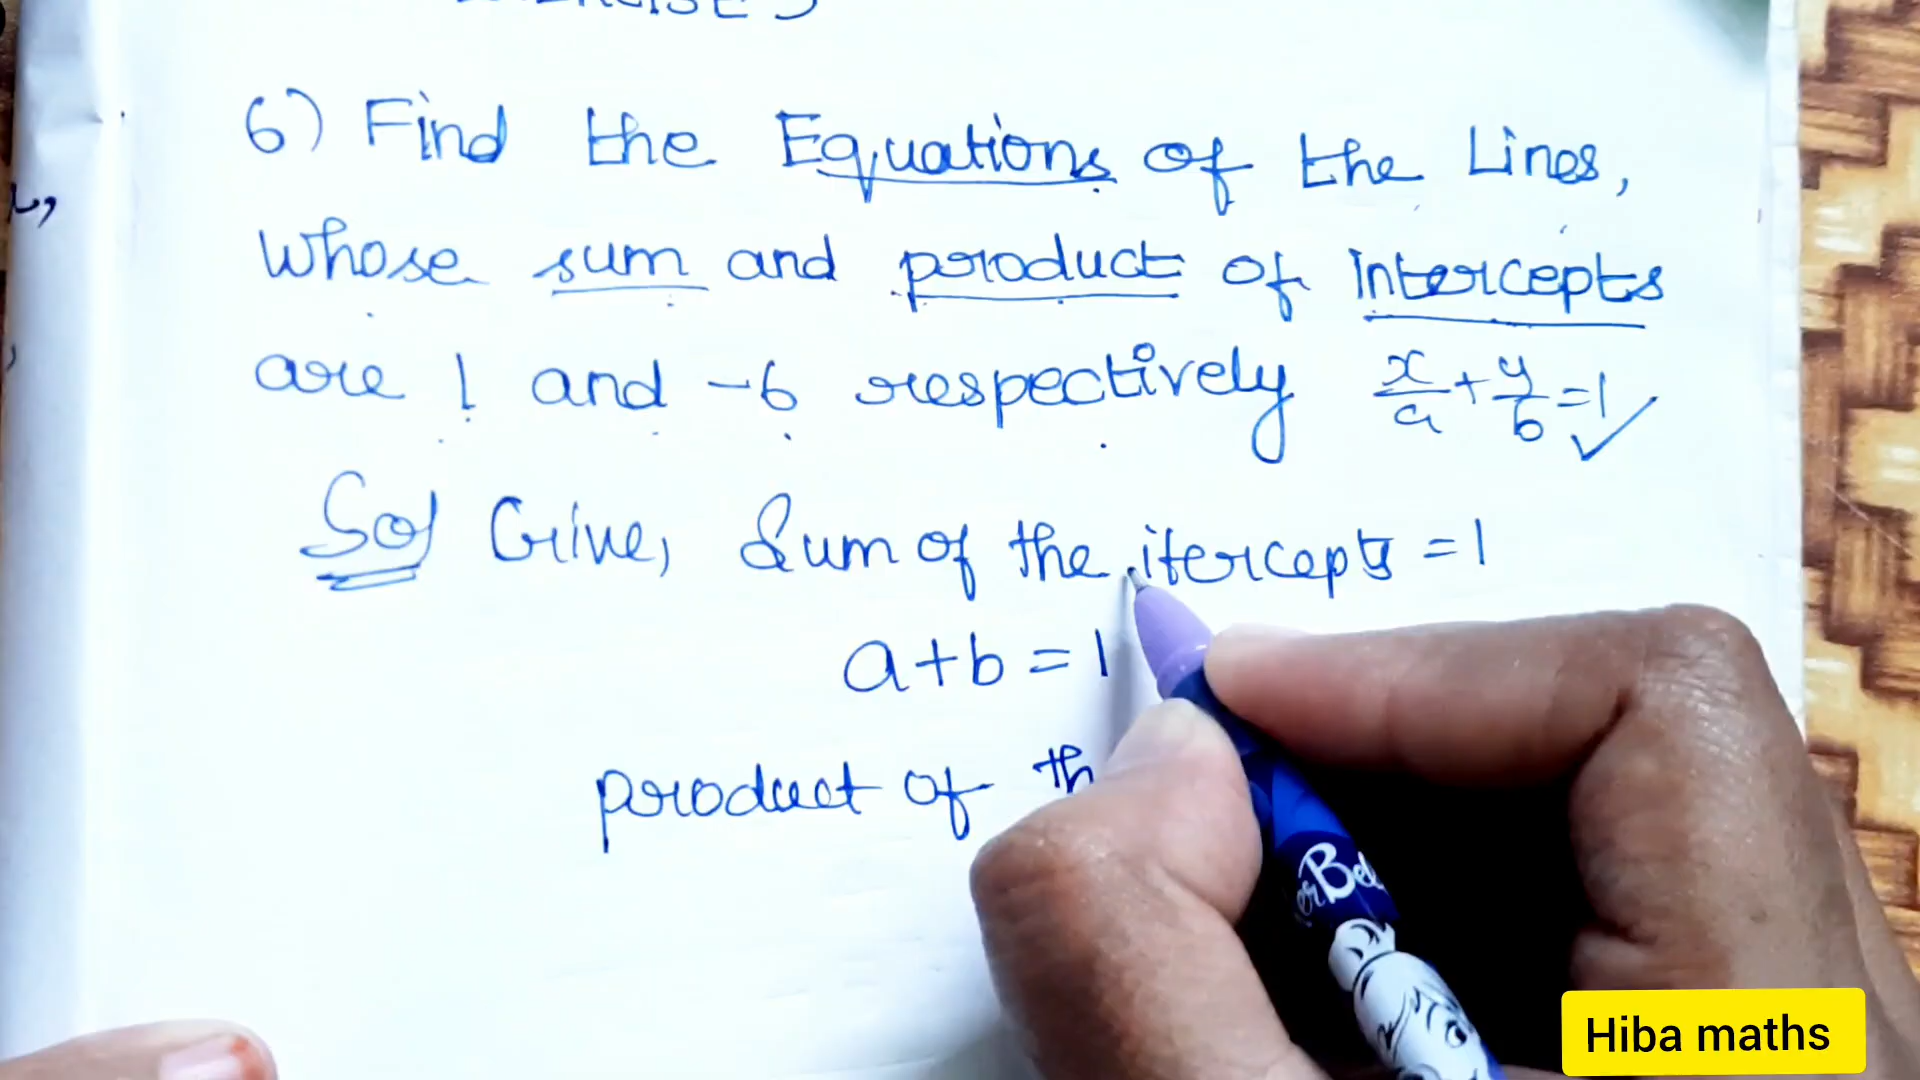 6) Find the Equations of the Lines,
whose sum and product of intercepts
are 1 and -6 respectively x/a + y/b = 1 ✓
Sol Give, Sum of the itercepts = 1
a+b = 1
product of th
Bel
Hiba maths